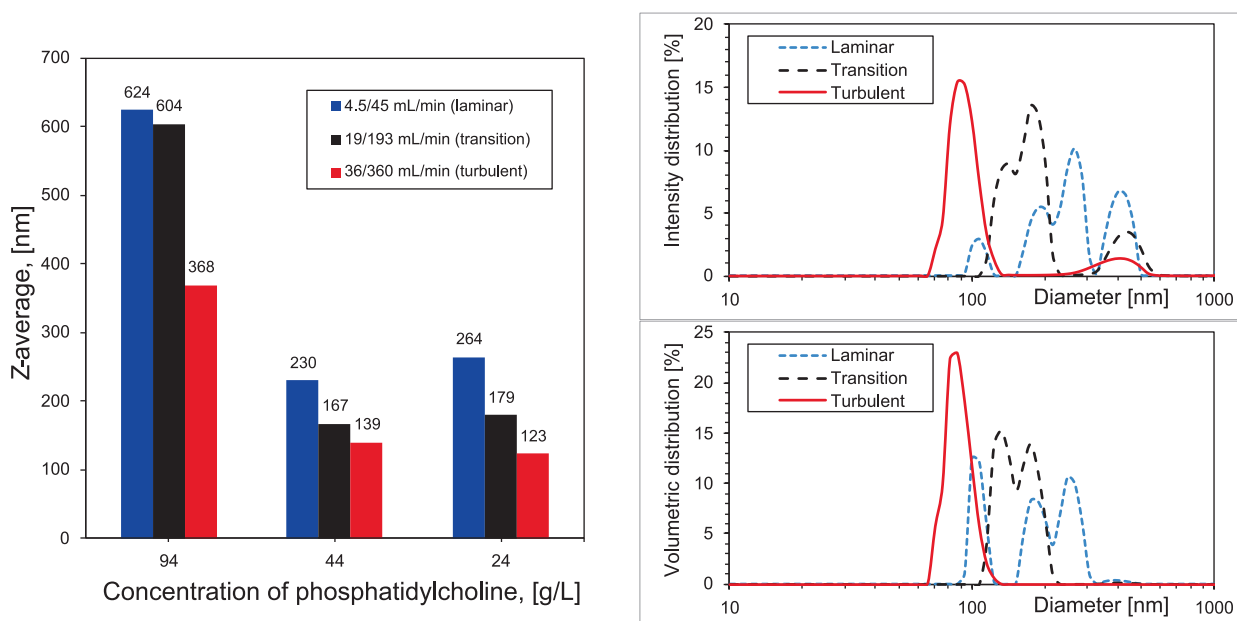 Z-average, [nm]
700
600
500
400
300
200
100
0
624
604
368
230
167
139
264
179
123
4.5/45 mL/min (laminar)
19/193 mL/min (transition)
36/360 mL/min (turbulent)
94
44
24
Concentration of phosphatidylcholine, [g/L]
Intensity distribution [%]
20
15
10
5
0
Laminar
Transition
Turbulent
10
100
1000
Diameter [nm]
Volumetric distribution [%]
25
20
15
10
5
0
Laminar
Transition
Turbulent
10
100
1000
Diameter [nm]